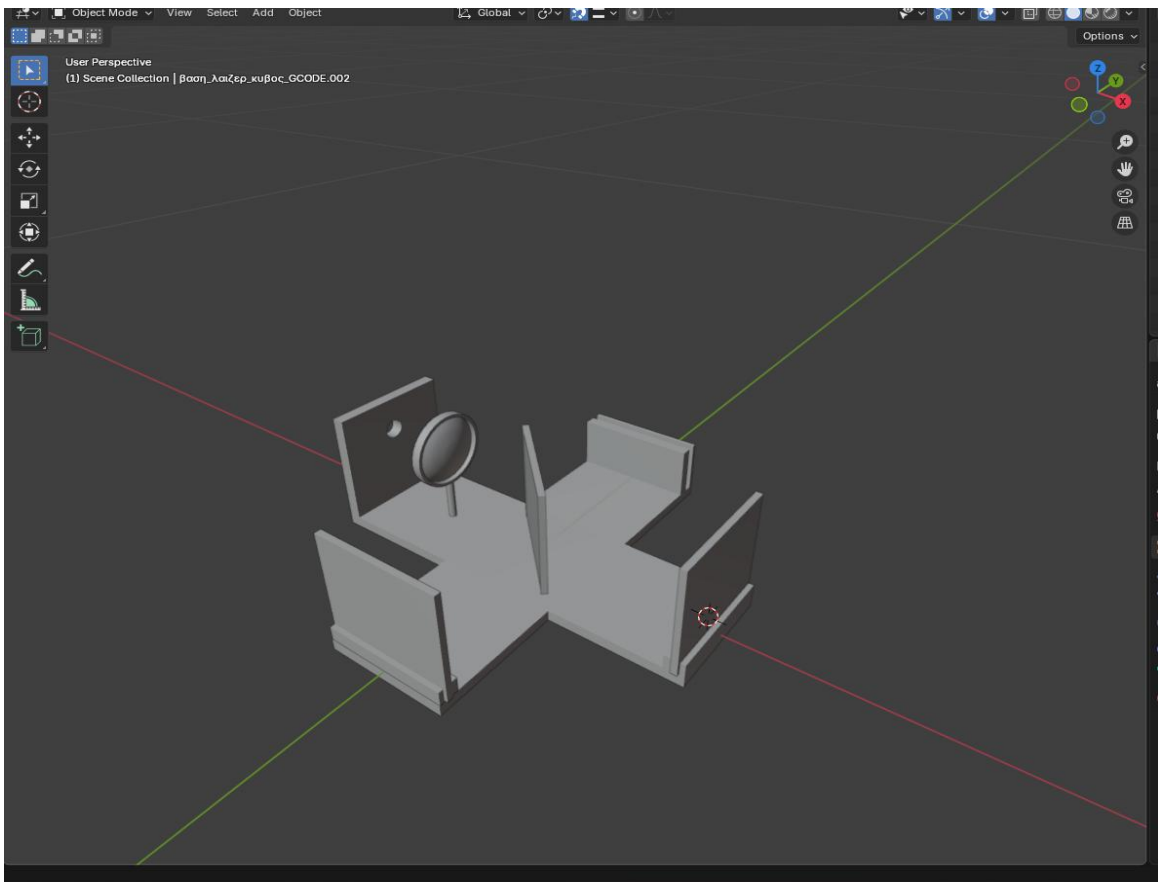 Object Mode View Select Add Object Global
Options
User Perspective
(1) Scene Collection | βαση_λαιζερ_κυβος_GCODE.002
Z
Y
X